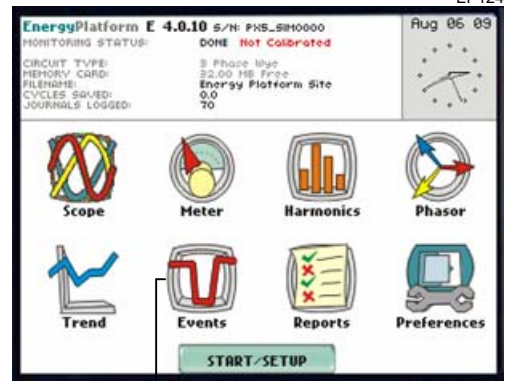 EnergyPlatform E 4.0.10 S/N: PX5_SIM0000
Aug 06 09
MONITORING STATUS: DONE Not Calibrated
CIRCUIT TYPE: 3 Phase Wye
MEMORY CARD: 32.00 MB Free
FILENAME: Energy Platform Site
CYCLES SAVED: 0.0
JOURNALS LOGGED: 70
Scope Meter Harmonics Phasor
Trend Events Reports Preferences
START/SETUP